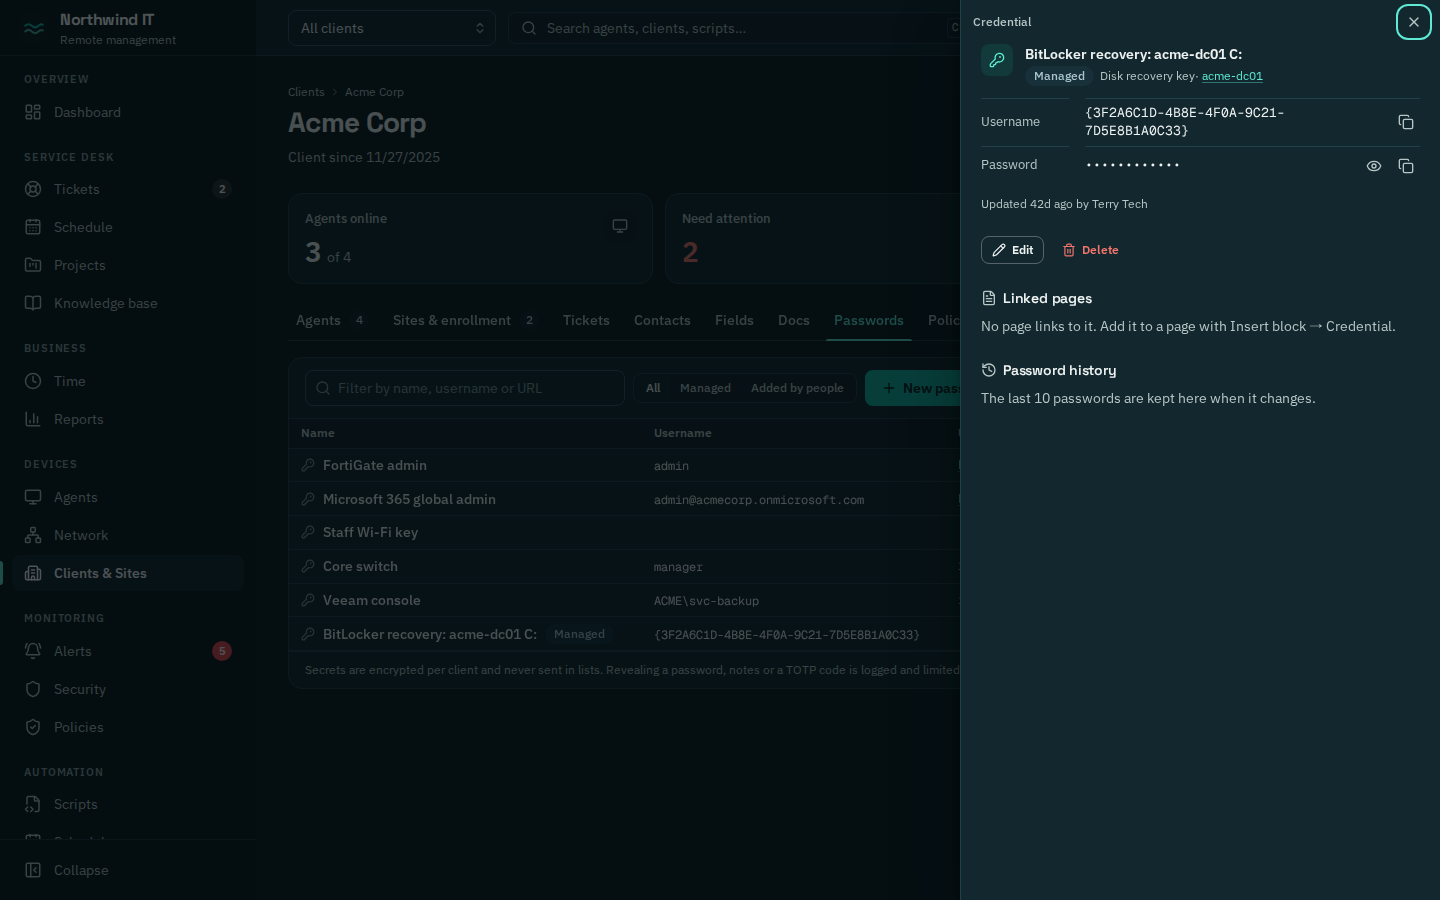 Northwind IT
Remote management
OVERVIEW
Dashboard
SERVICE DESK
Tickets
2
Schedule
Projects
Knowledge base
BUSINESS
Time
Reports
DEVICES
Agents
Network
Clients & Sites
MONITORING
Alerts
5
Security
Policies
AUTOMATION
Scripts
Collapse
All clients
Search agents, clients, scripts...
Clients
Acme Corp
Acme Corp
Client since 11/27/2025
Agents online
3 of 4
Need attention
2
Agents 4
Sites & enrollment 2
Tickets
Contacts
Fields
Docs
Passwords
Filter by name, username or URL
All
Managed
Added by people
Name
Username
FortiGate admin
admin
Microsoft 365 global admin
admin@acmecorp.onmicrosoft.com
Staff Wi-Fi key
Core switch
manager
Veeam console
ACME\svc-backup
BitLocker recovery: acme-dc01 C:
Managed
{3F2A6C1D-4B8E-4F0A-9C21-7D5E8B1A0C33}
Secrets are encrypted per client and never sent in lists. Revealing a password, notes or a TOTP code is logged and limited
Credential
BitLocker recovery: acme-dc01 C:
Managed
Disk recovery key· acme-dc01
Username
{3F2A6C1D-4B8E-4F0A-9C21-
7D5E8B1A0C33}
Password
••••••••••••
Updated 42d ago by Terry Tech
Edit
Delete
Linked pages
No page links to it. Add it to a page with Insert block → Credential.
Password history
The last 10 passwords are kept here when it changes.